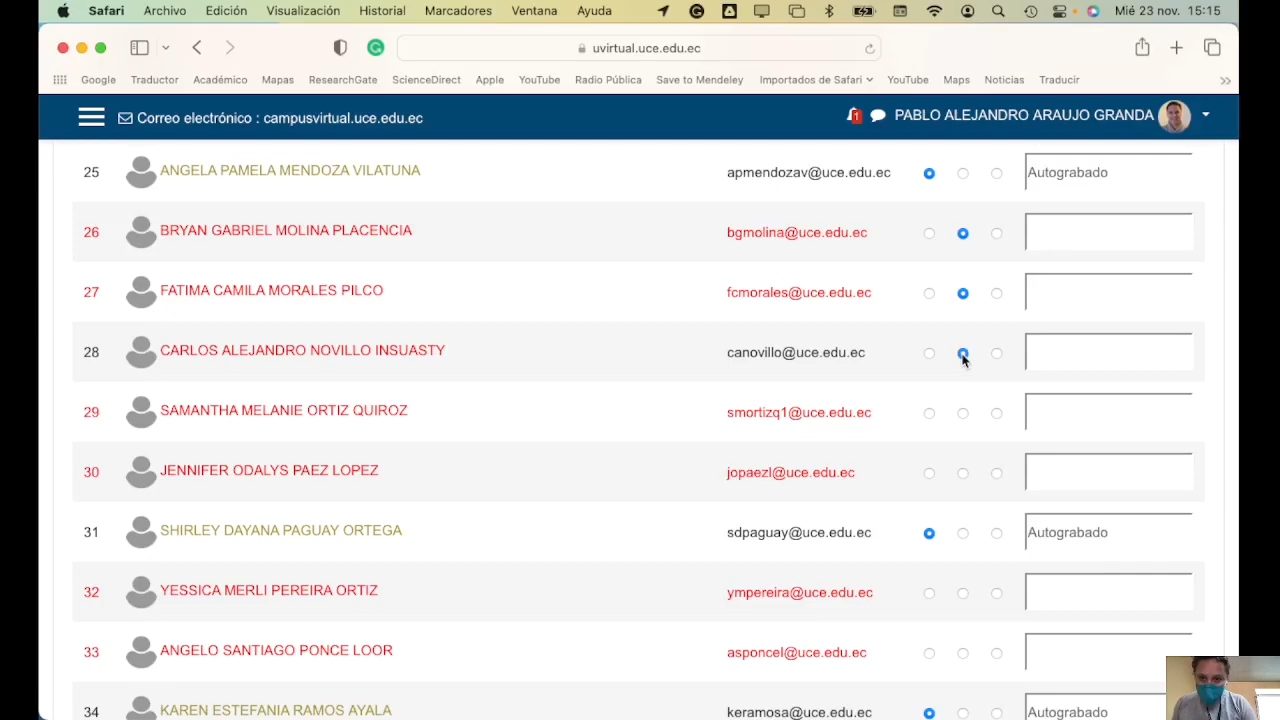 Safari Archivo Edición Visualización Historial Marcadores Ventana Ayuda Mié 23 nov. 15:15
uvirtual.uce.edu.ec
Google Traductor Académico Mapas ResearchGate ScienceDirect Apple YouTube Radio Pública Save to Mendeley Importados de Safari YouTube Maps Noticias Traducir
Correo electrónico : campusvirtual.uce.edu.ec 1 PABLO ALEJANDRO ARAUJO GRANDA
25 ANGELA PAMELA MENDOZA VILATUNA apmendozav@uce.edu.ec Autograbado
26 BRYAN GABRIEL MOLINA PLACENCIA bgmolina@uce.edu.ec
27 FATIMA CAMILA MORALES PILCO fcmorales@uce.edu.ec
28 CARLOS ALEJANDRO NOVILLO INSUASTY canovillo@uce.edu.ec
29 SAMANTHA MELANIE ORTIZ QUIROZ smortizq1@uce.edu.ec
30 JENNIFER ODALYS PAEZ LOPEZ jopaezl@uce.edu.ec
31 SHIRLEY DAYANA PAGUAY ORTEGA sdpaguay@uce.edu.ec Autograbado
32 YESSICA MERLI PEREIRA ORTIZ ympereira@uce.edu.ec
33 ANGELO SANTIAGO PONCE LOOR asponcel@uce.edu.ec
34 KAREN ESTEFANIA RAMOS AYALA keramosa@uce.edu.ec Autograbado